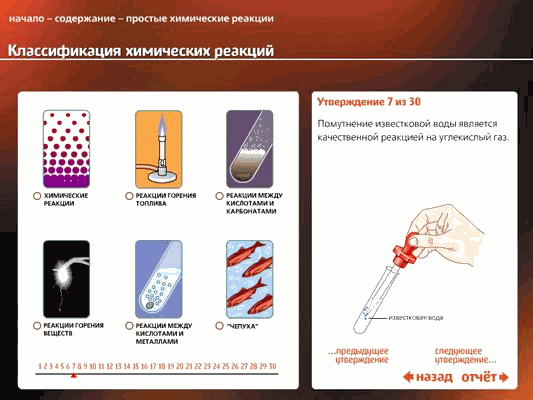 начало – содержание – простые химические реакции
Классификация химических реакций
ХИМИЧЕСКИЕ
РЕАКЦИИ
РЕАКЦИИ ГОРЕНИЯ
ТОПЛИВА
РЕАКЦИИ МЕЖДУ
КИСЛОТАМИ И
КАРБОНАТАМИ
РЕАКЦИИ ГОРЕНИЯ
ВЕЩЕСТВ
РЕАКЦИИ МЕЖДУ
КИСЛОТАМИ И
МЕТАЛЛАМИ
"ЧЕПУХА"
1 2 3 4 5 6 7 8 9 10 11 12 13 14 15 16 17 18 19 20 21 22 23 24 25 26 27 28 29 30
Утверждение 7 из 30
Помутнение известковой воды является
качественной реакцией на углекислый газ.
известковая вода
...предыдущее
утверждение
следующее
утверждение...
назад отчёт